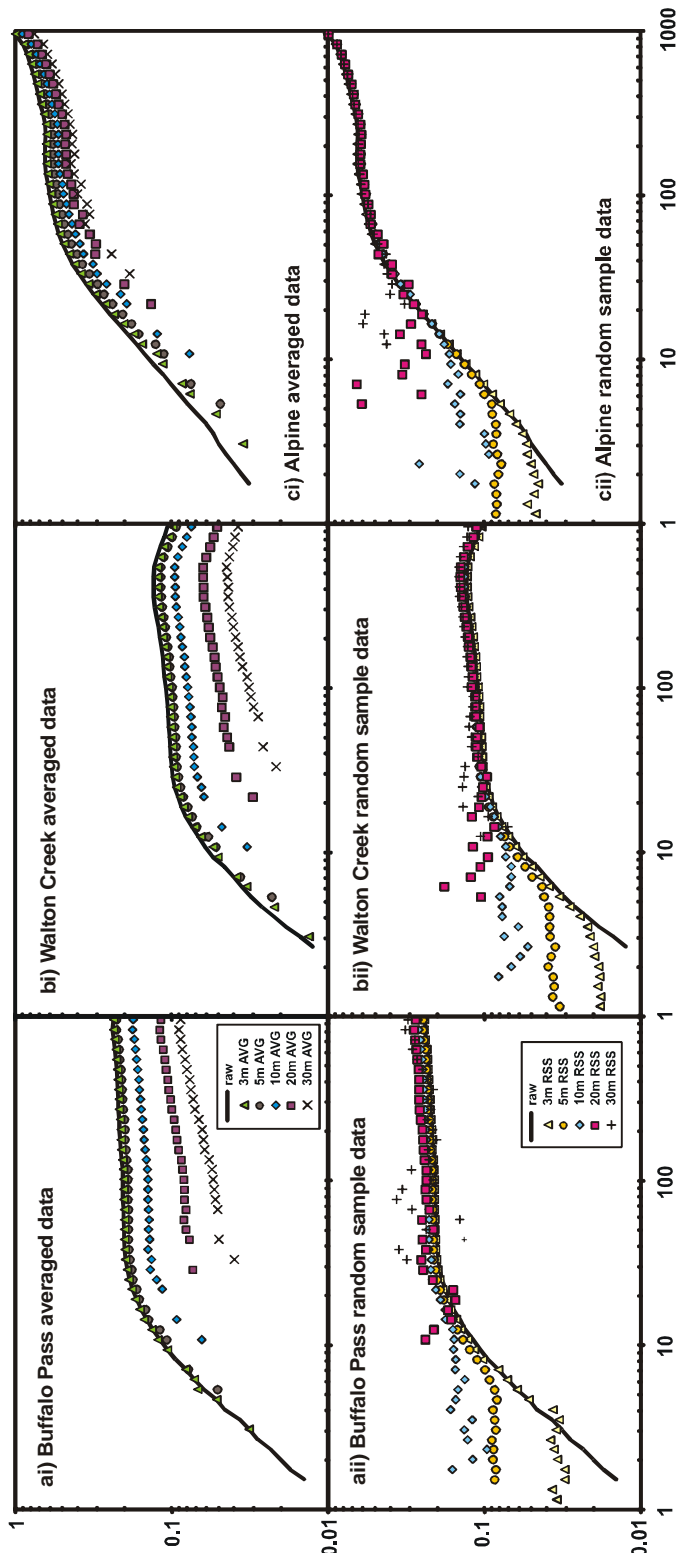 ai) Buffalo Pass averaged data
bi) Walton Creek averaged data
ci) Alpine averaged data
1
0.1
0.01
raw
3m AVG
5m AVG
10m AVG
20m AVG
30m AVG
aii) Buffalo Pass random sample data
bii) Walton Creek random sample data
cii) Alpine random sample data
0.1
0.01
raw
3m RSS
5m RSS
10m RSS
20m RSS
30m RSS
1
10
100
1
10
100
1
10
100
1000